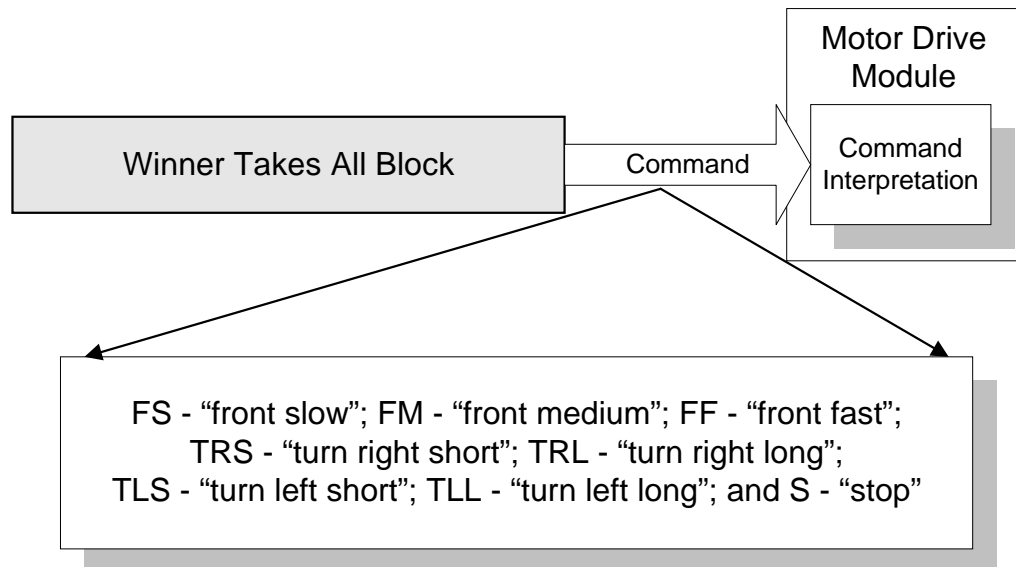 Motor Drive
Module
Winner Takes All Block
Command
Command
Interpretation
FS - “front slow”; FM - “front medium”; FF - “front fast”;
TRS - “turn right short”; TRL - “turn right long”;
TLS - “turn left short”; TLL - “turn left long”; and S - “stop”